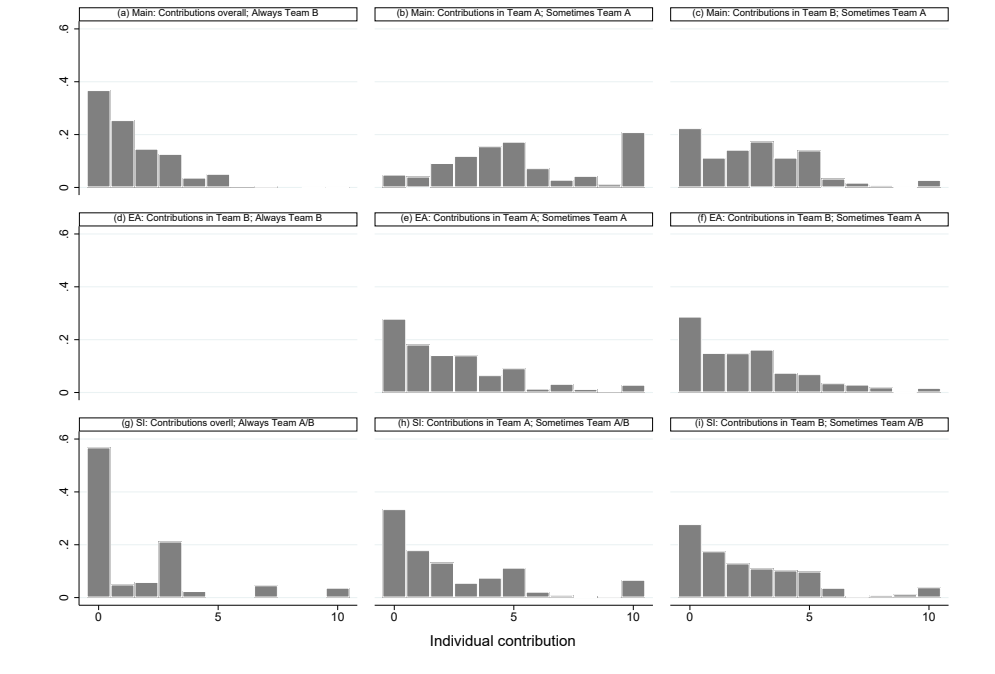 (a) Main: Contributions overall; Always Team B
(b) Main: Contributions in Team A; Sometimes Team A
(c) Main: Contributions in Team B; Sometimes Team A
.6
.4
.2
0
(d) EA: Contributions in Team B; Always Team B
(e) EA: Contributions in Team A; Sometimes Team A
(f) EA: Contributions in Team B; Sometimes Team A
.6
.4
.2
0
(g) SI: Contributions overll; Always Team A/B
(h) SI: Contributions in Team A; Sometimes Team A/B
(i) SI: Contributions in Team B; Sometimes Team A/B
.6
.4
.2
0
0 5 10 0 5 10 0 5 10
Individual contribution